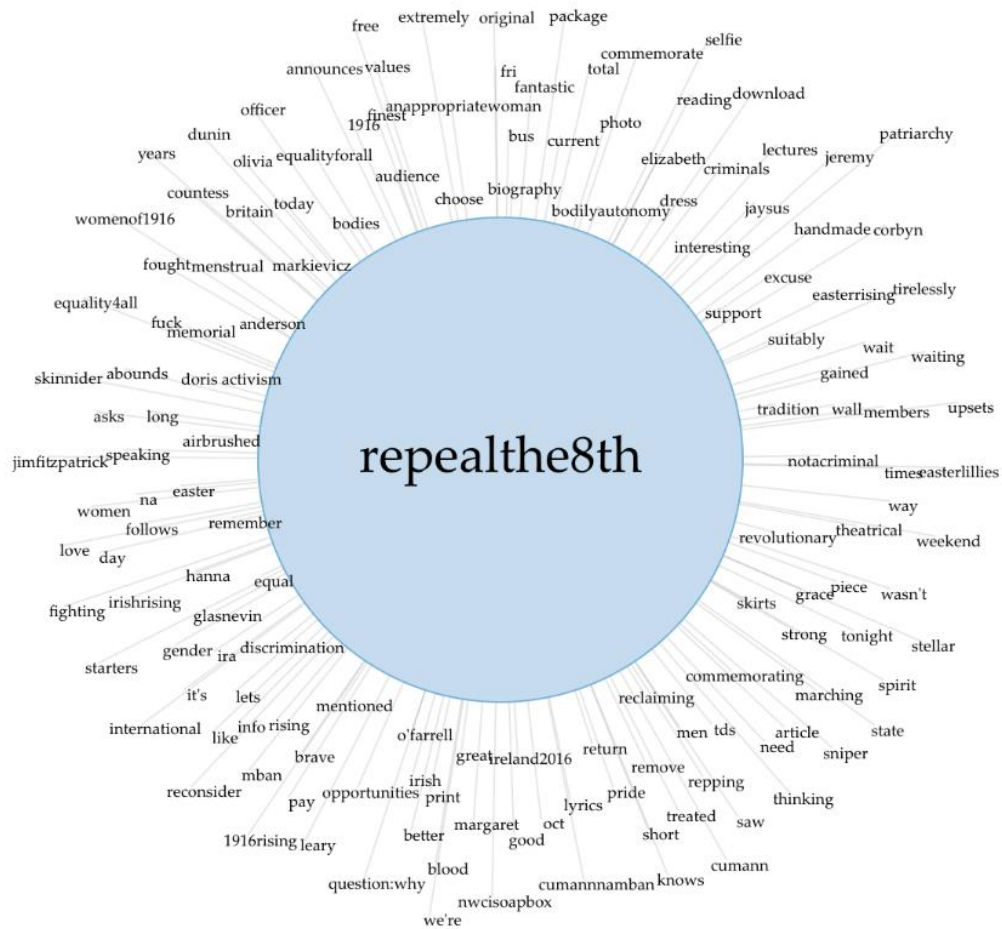 extremely original package
free
selfie
commemorate
announces values
fri
total
fantastic
download
reading
anappropriatewoman
officer
finest
1916
photo
dunin
bus
current
patriarchy
lectures
jeremy
years
olivia equalityforall
elizabeth
criminals
audience
countess
biography
choose
dress
britain today
bodilyautonomy
jaysus
womenof1916
bodies
handmade corbyn
interesting
fought menstrual markievicz
excuse
easterrising tirelessly
equality4all
support
fuck
memorial anderson
suitably
wait
waiting
gained
skinnider abounds doris activism
tradition wall members upsets
asks long
airbrushed
repealthe8th
jimfitzpatrick speaking
notacriminal
times easterlillies
easter
na
women
way
follows
remember
revolutionary theatrical
weekend
love day
hanna equal
grace piece wasn't
skirts
fighting irishrising
glasnevin
strong tonight
stellar
gender ira discrimination
starters
commemorating
spirit
marching
it's lets
mentioned
reclaiming
international
like info rising
men tds article
state
o'farrell
need
sniper
return
brave
great ireland2016
mban
remove
irish
repping
reconsider
pay opportunities print
lyrics pride
thinking
treated
saw
margaret oct
better
short
good
1916rising leary
cumann
blood
question:why
cumannnamban knows
nwcisoapbox
we're